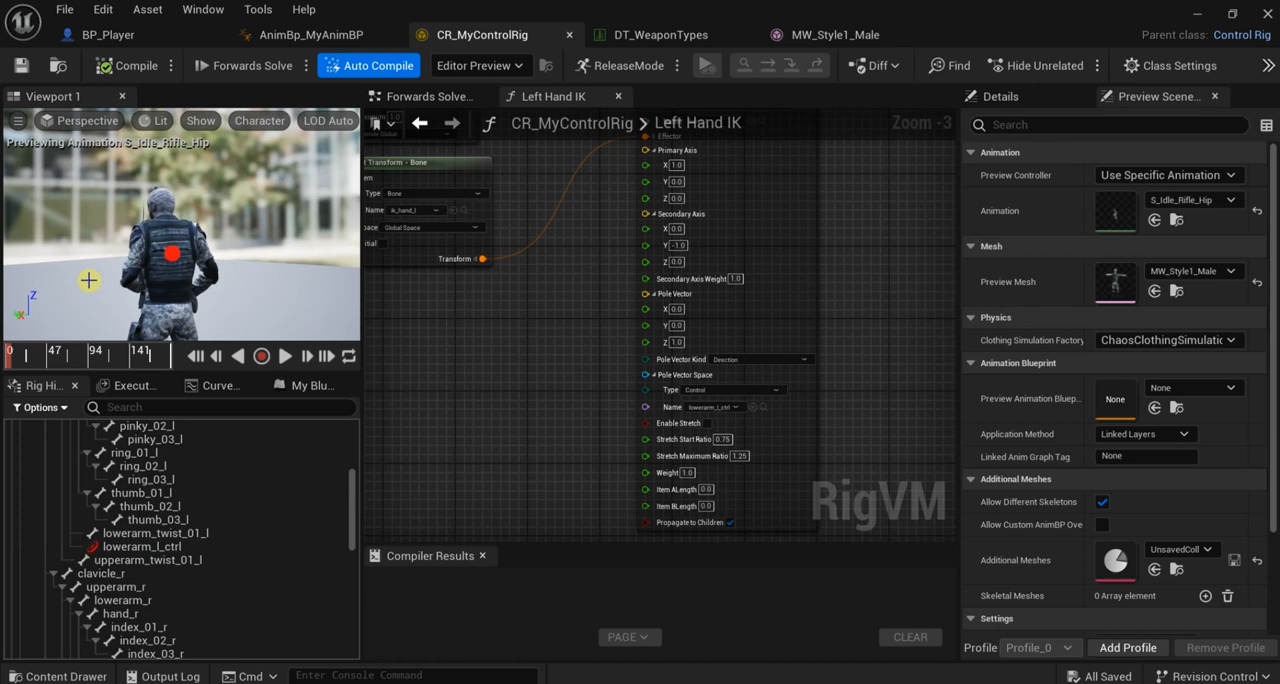 File Edit Asset Window Tools Help
BP_Player AnimBp_MyAnimBP CR_MyControlRig DT_WeaponTypes MW_Style1_Male Parent class: Control Rig
Compile Forwards Solve Auto Compile Editor Preview ReleaseMode Diff Find Hide Unrelated Class Settings
Viewport 1
Perspective Lit Show Character LOD Auto
Previewing Animation S_Idle_Rifle_Hip
Z
X
0 47 94 141
Rig Hi... Execut... Curve... My Blu...
Options Search
pinky_02_l
pinky_03_l
ring_01_l
ring_02_l
ring_03_l
thumb_01_l
thumb_02_l
thumb_03_l
lowerarm_twist_01_l
lowerarm_l_ctrl
upperarm_twist_01_l
clavicle_r
upperarm_r
lowerarm_r
hand_r
index_01_r
index_02_r
index_03_r
Forwards Solve... Left Hand IK
CR_MyControlRig Left Hand IK Zoom -3
t Transform - Bone
em
Type Bone
Name ik_hand_l
pace Global Space
itial
Transform
Effector
Primary Axis
X 1.0
Y 0.0
Z 0.0
Secondary Axis
X 0.0
Y -1.0
Z 0.0
Secondary Axis Weight 1.0
Pole Vector
X 0.0
Y 0.0
Z 1.0
Pole Vector Kind Direction
Pole Vector Space
Type Control
Name lowerarm_l_ctrl
Enable Stretch
Stretch Start Ratio 0.75
Stretch Maximum Ratio 1.25
Weight 1.0
Item ALength 0.0
Item BLength 0.0
Propagate to Children
RigVM
Compiler Results
PAGE CLEAR
Details Preview Scene...
Search
Animation
Preview Controller Use Specific Animation
Animation S_Idle_Rifle_Hip
Mesh
Preview Mesh MW_Style1_Male
Physics
Clothing Simulation Factory ChaosClothingSimulatic
Animation Blueprint
Preview Animation Bluep... None None
Application Method Linked Layers
Linked Anim Graph Tag None
Additional Meshes
Allow Different Skeletons
Allow Custom AnimBP Ove
Additional Meshes UnsavedColl
Skeletal Meshes 0 Array element
Settings
Profile Profile_0 Add Profile Remove Profile
Content Drawer Output Log Cmd Enter Console Command All Saved Revision Control